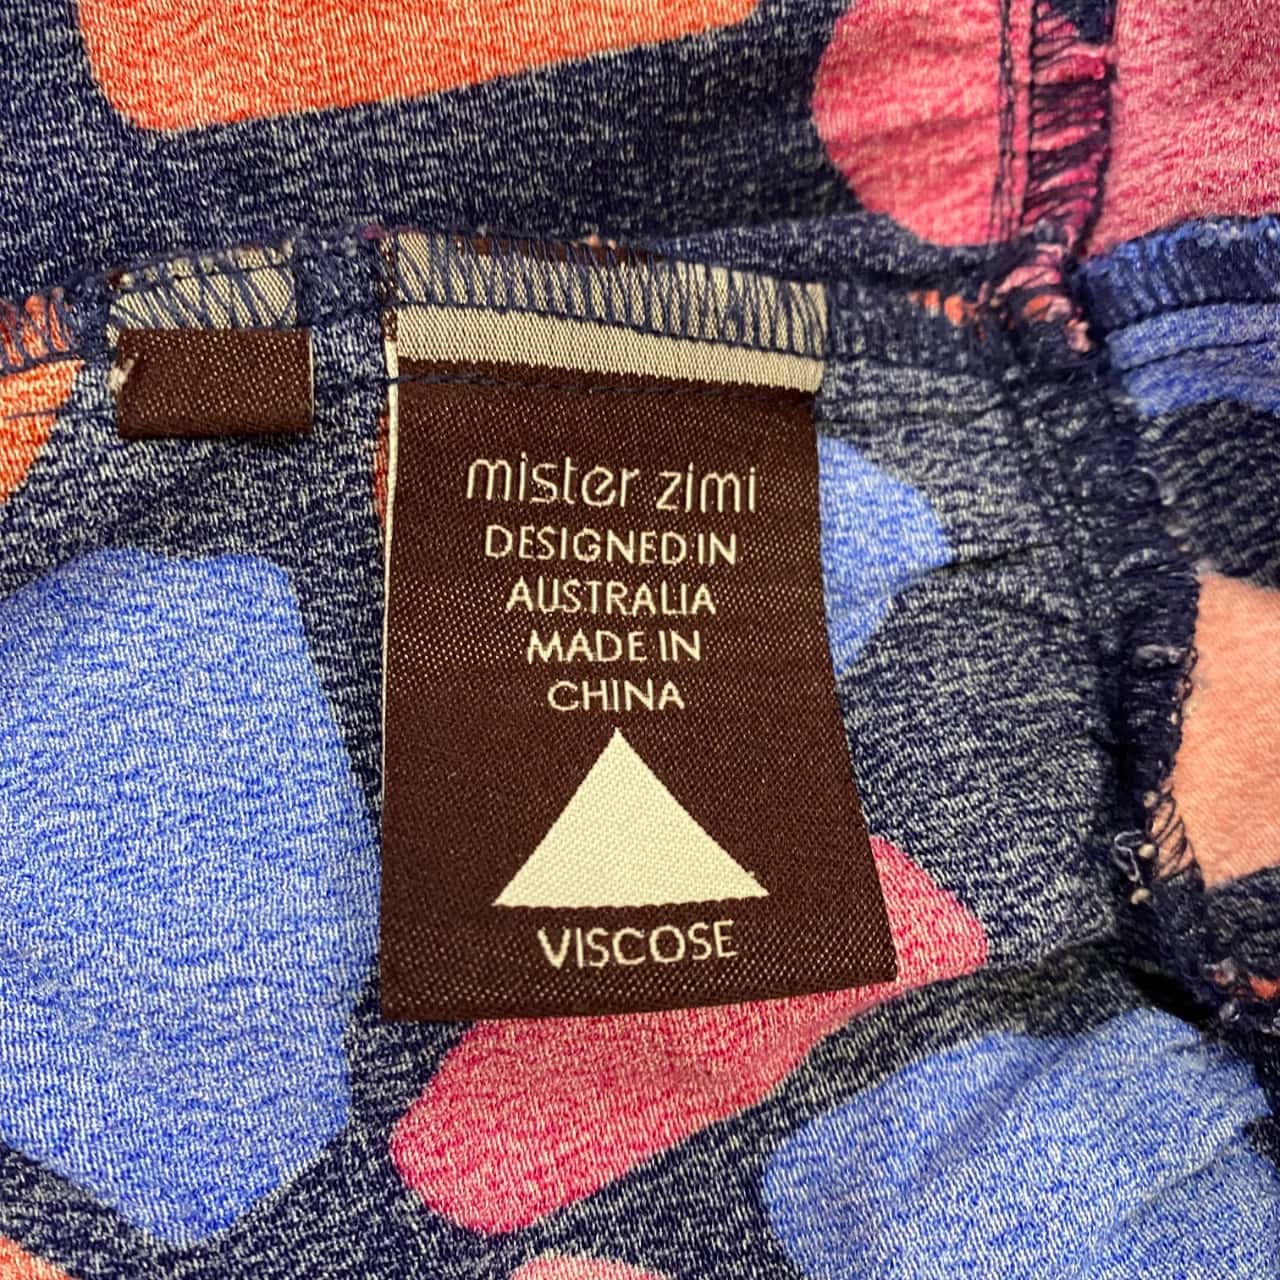 mister zimi
DESIGNED IN
AUSTRALIA
MADE IN
CHINA
VISCOSE